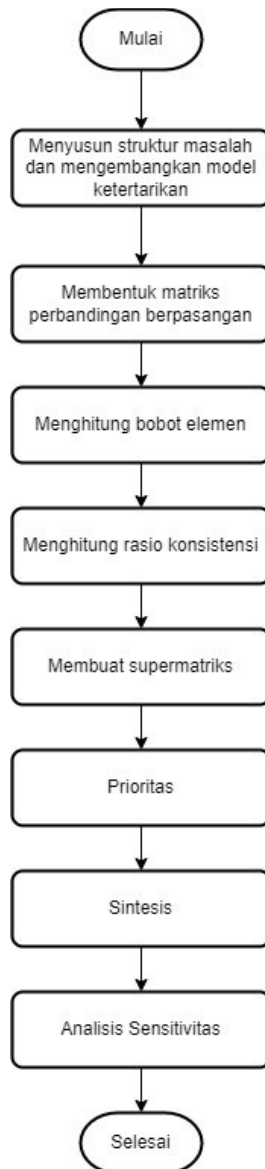 Mulai
Menyusun struktur masalah
dan mengembangkan model
ketertarikan
Membentuk matriks
perbandingan berpasangan
Menghitung bobot elemen
Menghitung rasio konsistensi
Membuat supermatriks
Prioritas
Sintesis
Analisis Sensitivitas
Selesai